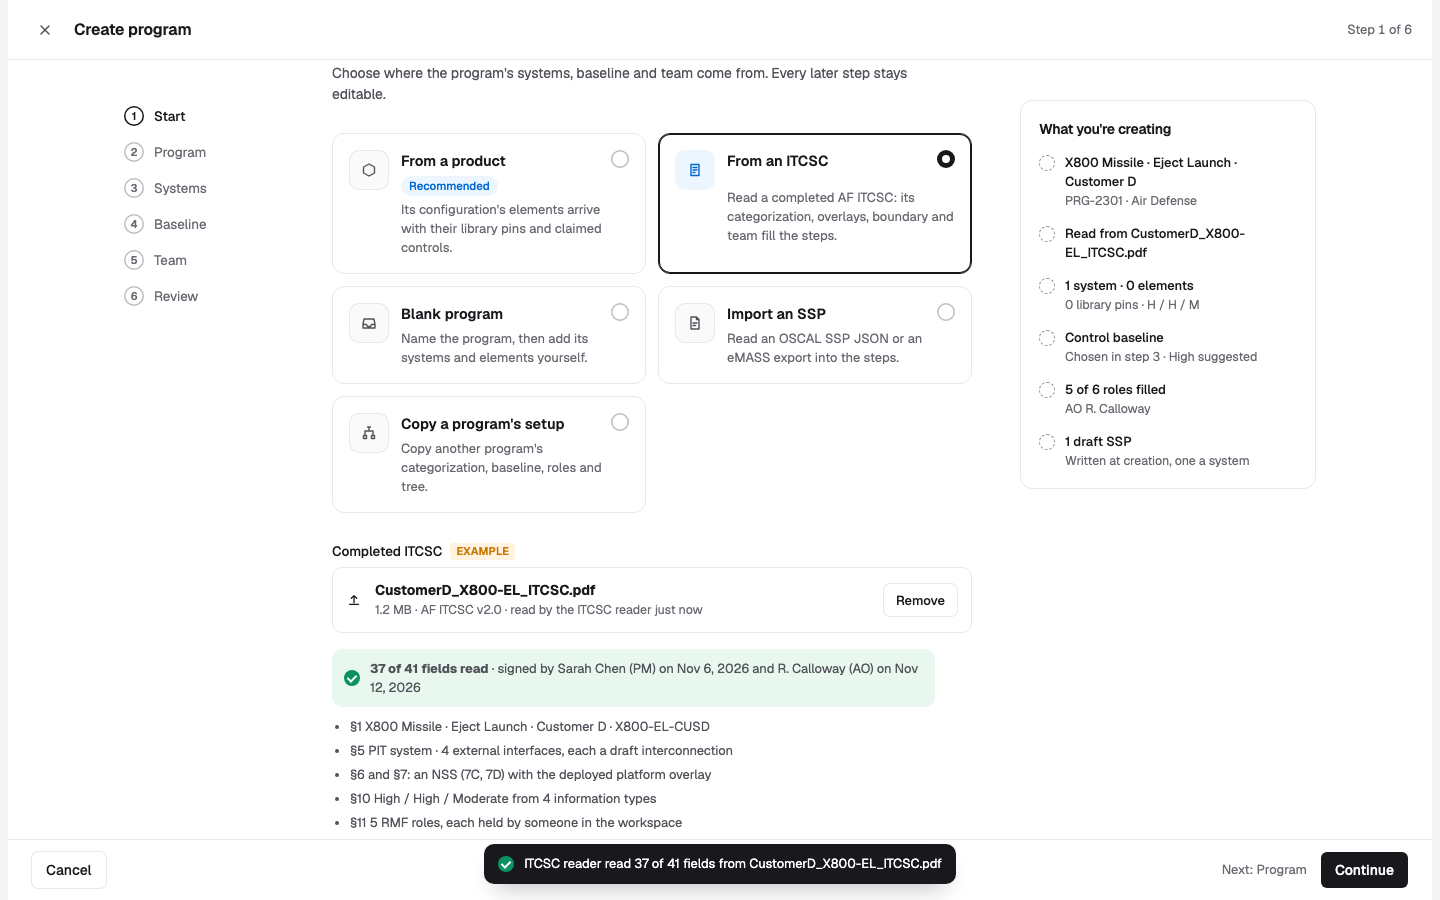 Create program
Step 1 of 6
1 Start
2 Program
3 Systems
4 Baseline
5 Team
6 Review
Choose where the program's systems, baseline and team come from. Every later step stays
editable.
From a product
Recommended
Its configuration's elements arrive
with their library pins and claimed
controls.
From an ITCSC
Read a completed AF ITCSC: its
categorization, overlays, boundary and
team fill the steps.
Blank program
Name the program, then add its
systems and elements yourself.
Import an SSP
Read an OSCAL SSP JSON or an
eMASS export into the steps.
Copy a program's setup
Copy another program's
categorization, baseline, roles and
tree.
Completed ITCSC EXAMPLE
CustomerD_X800-EL_ITCSC.pdf
1.2 MB · AF ITCSC v2.0 · read by the ITCSC reader just now
Remove
37 of 41 fields read · signed by Sarah Chen (PM) on Nov 6, 2026 and R. Calloway (AO) on Nov
12, 2026
• §1 X800 Missile · Eject Launch · Customer D · X800-EL-CUSD
• §5 PIT system · 4 external interfaces, each a draft interconnection
• §6 and §7: an NSS (7C, 7D) with the deployed platform overlay
• §10 High / High / Moderate from 4 information types
• §11 5 RMF roles, each held by someone in the workspace
What you're creating
X800 Missile · Eject Launch ·
Customer D
PRG-2301 · Air Defense
Read from CustomerD_X800-
EL_ITCSC.pdf
1 system · 0 elements
0 library pins · H / H / M
Control baseline
Chosen in step 3 · High suggested
5 of 6 roles filled
AO R. Calloway
1 draft SSP
Written at creation, one a system
Cancel
ITCSC reader read 37 of 41 fields from CustomerD_X800-EL_ITCSC.pdf
Next: Program
Continue